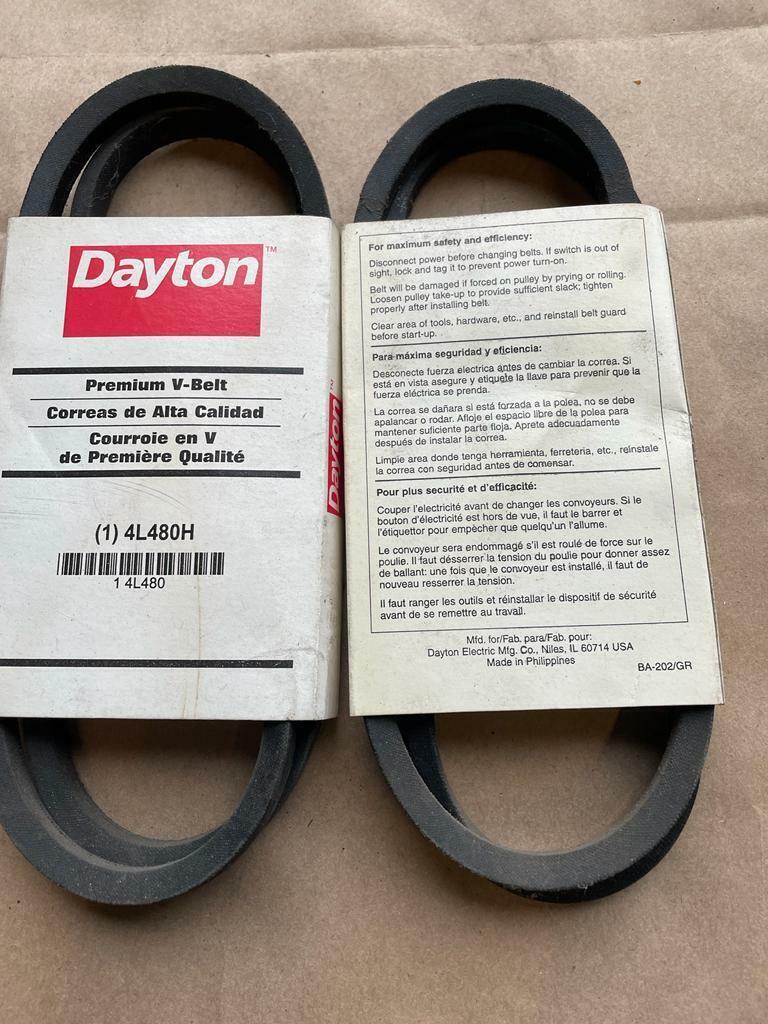 Dayton™
Premium V-Belt
Correas de Alta Calidad
Courroie en V
de Première Qualité
(1) 4L480H
1 4L480
Dayton™
For maximum safety and efficiency:
Disconnect power before changing belts. If switch is out of
sight, lock and tag it to prevent power turn-on.
Belt will be damaged if forced on pulley by prying or rolling.
Loosen pulley take-up to provide sufficient slack; tighten
properly after installing belt.
Clear area of tools, hardware, etc., and reinstall belt guard
before start-up.
Para máxima seguridad y eficiencia:
Desconecte fuerza electrica antes de cambiar la correa. Si
está en vista asegure y etiquete la llave para prevenir que la
fuerza eléctrica se prenda.
La correa se dañara si está forzada a la polea, no se debe
apalancar o rodar. Afloje el espacio libre de la polea para
mantener suficiente parte floja. Aprete adecuadamente
después de instalar la correa.
Limpie area donde tenga herramienta, ferreteria, etc., reinstale
la correa con seguridad antes de comensar.
Pour plus securité et d'efficacité:
Couper l'electricité avant de changer les convoyeurs. Si le
bouton d'électricité est hors de vue, il faut le barrer et
l'étiquettor pour empècher que quelqu'un l'allume.
Le convoyeur sera endommagé s'il est roulé de force sur le
poulie. Il faut désserrer la tension du poulie pour donner assez
de ballant: une fois que le convoyeur est installé, il faut de
nouveau resserrer la tension.
Il faut ranger les outils et réinstallar le dispositif de sécurité
avant de se remettre au travail.
Mfd. for/Fab. para/Fab. pour:
Dayton Electric Mfg. Co., Niles, IL 60714 USA
Made in Philippines
BA-202/GR